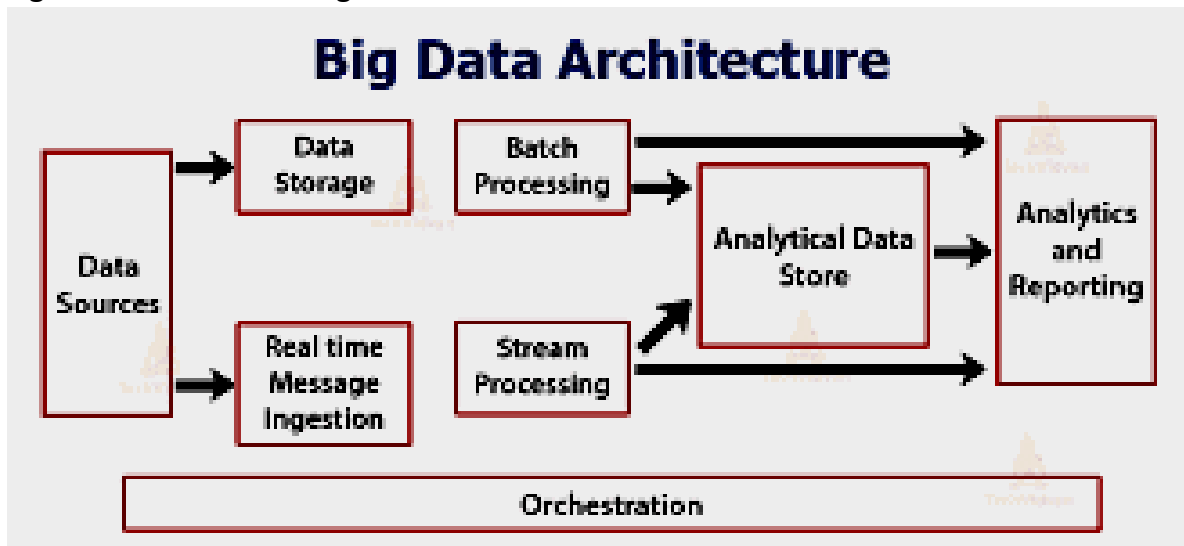 Big Data Architecture
Data
Storage
Batch
Processing
Data
Sources
Analytical Data
Store
Analytics
and
Reporting
Real time
Message
Ingestion
Stream
Processing
Orchestration